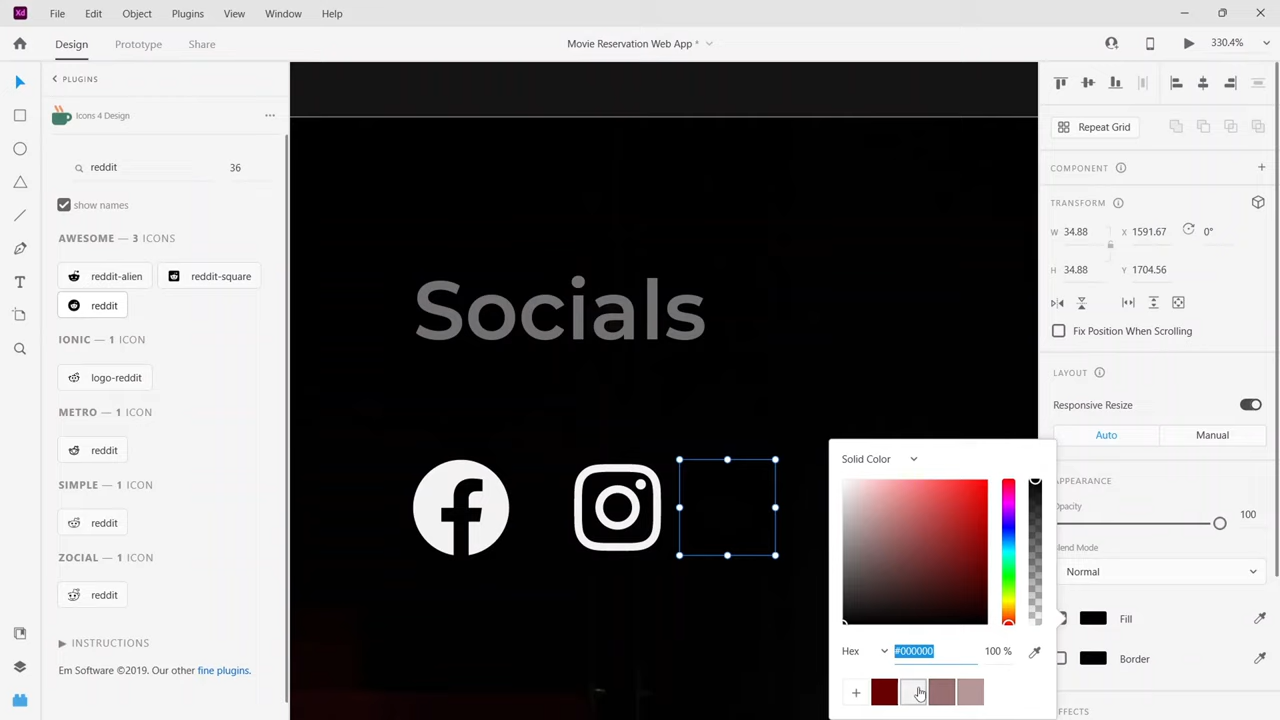 Xd File Edit Object Plugins View Window Help
Design Prototype Share Movie Reservation Web App * 330.4%
PLUGINS
Icons 4 Design ...
reddit 36
show names
AWESOME — 3 ICONS
reddit-alien reddit-square
reddit
IONIC — 1 ICON
logo-reddit
METRO — 1 ICON
reddit
SIMPLE — 1 ICON
reddit
ZOCIAL — 1 ICON
reddit
INSTRUCTIONS
Em Software ©2019. Our other fine plugins.
Socials
Repeat Grid
COMPONENT
TRANSFORM
W 34.88 X 1591.67 0°
H 34.88 Y 1704.56
Fix Position When Scrolling
LAYOUT
Responsive Resize
Auto Manual
APPEARANCE
Opacity
100
Blend Mode
Normal
Fill
Border
EFFECTS
Solid Color
Hex #000000 100 %